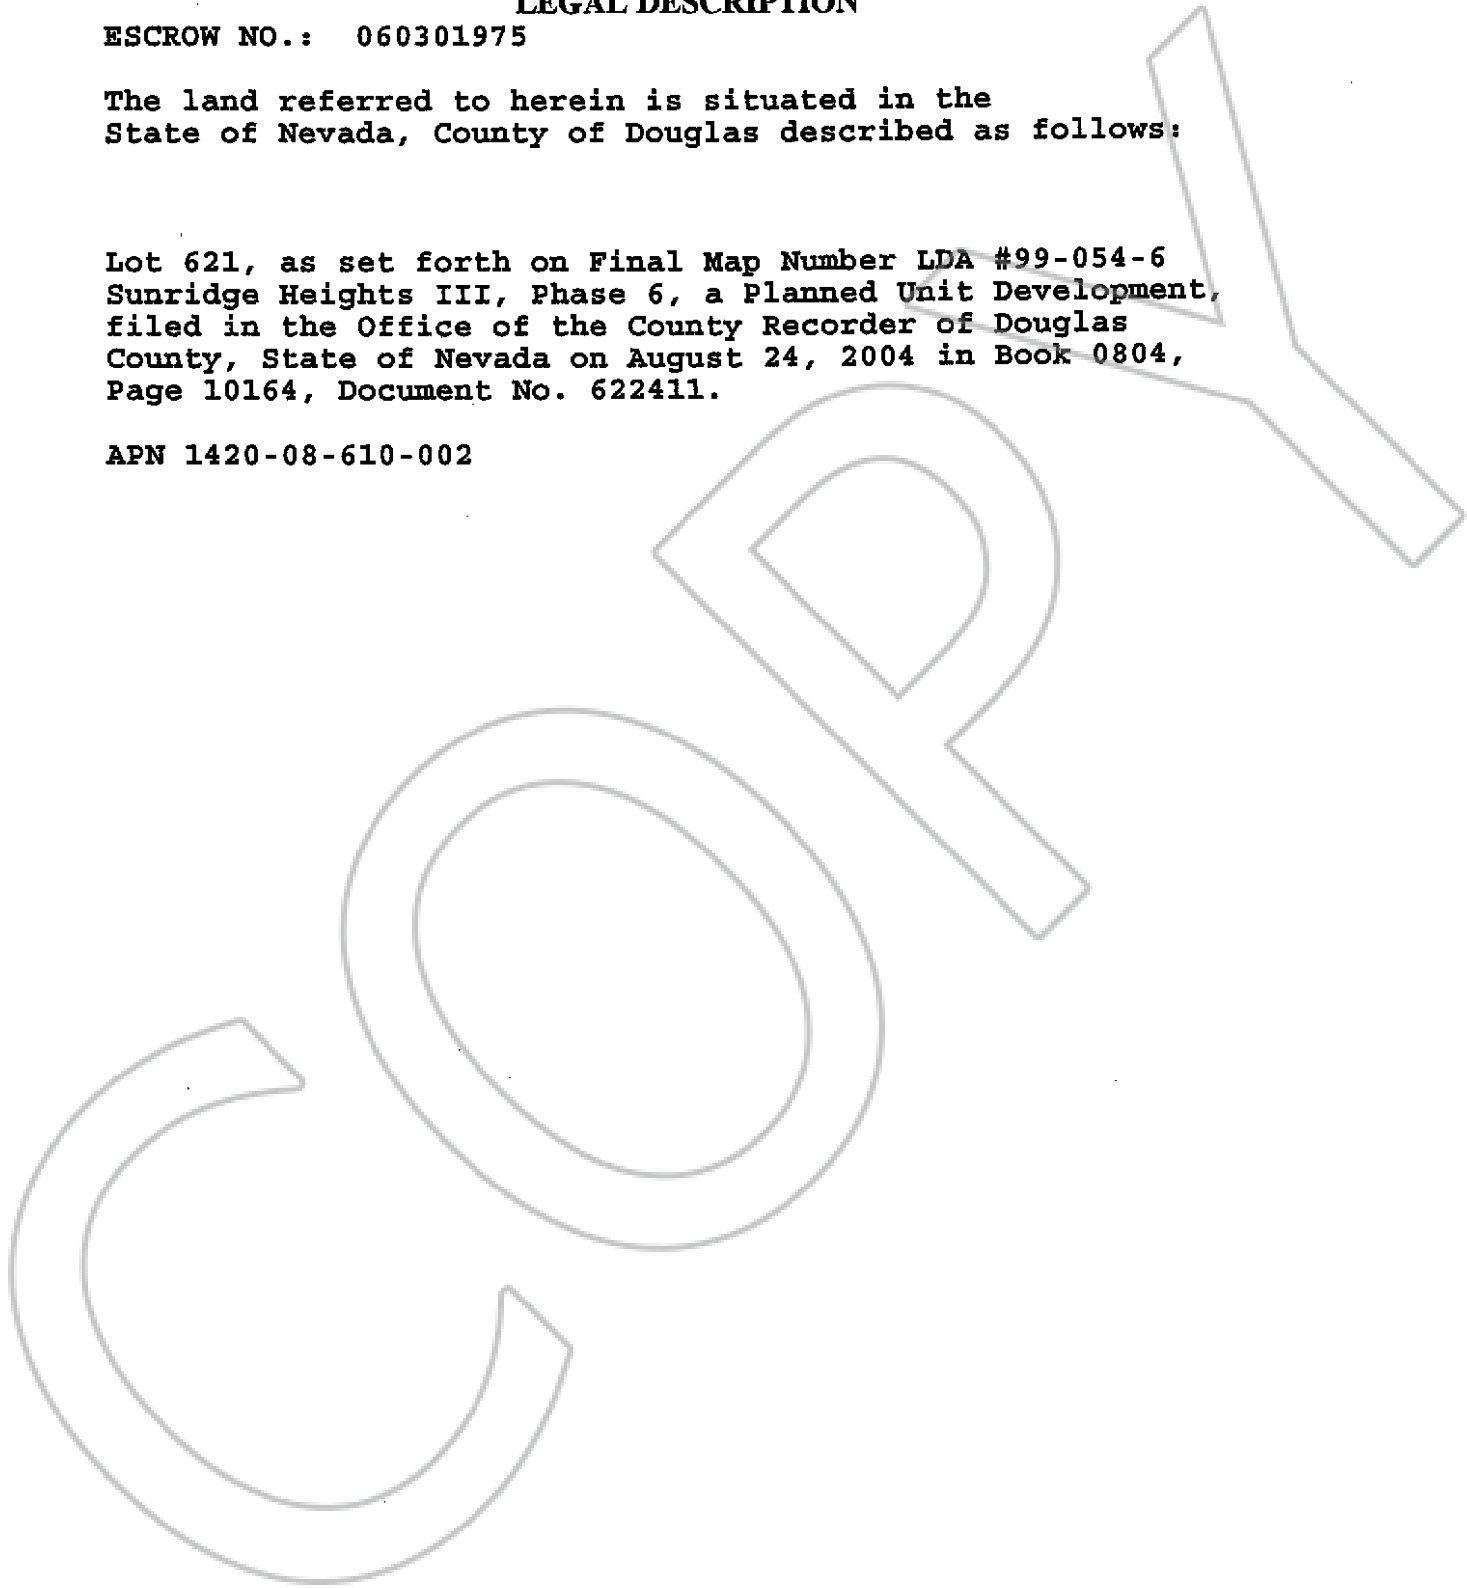 LEGAL DESCRIPTION
ESCROW NO.: 060301975
The land referred to herein is situated in the
State of Nevada, County of Douglas described as follows:
Lot 621, as set forth on Final Map Number LDA #99-054-6
Sunridge Heights III, Phase 6, a Planned Unit Development,
filed in the Office of the County Recorder of Douglas
County, State of Nevada on August 24, 2004 in Book 0804,
Page 10164, Document No. 622411.
APN 1420-08-610-002
COPY